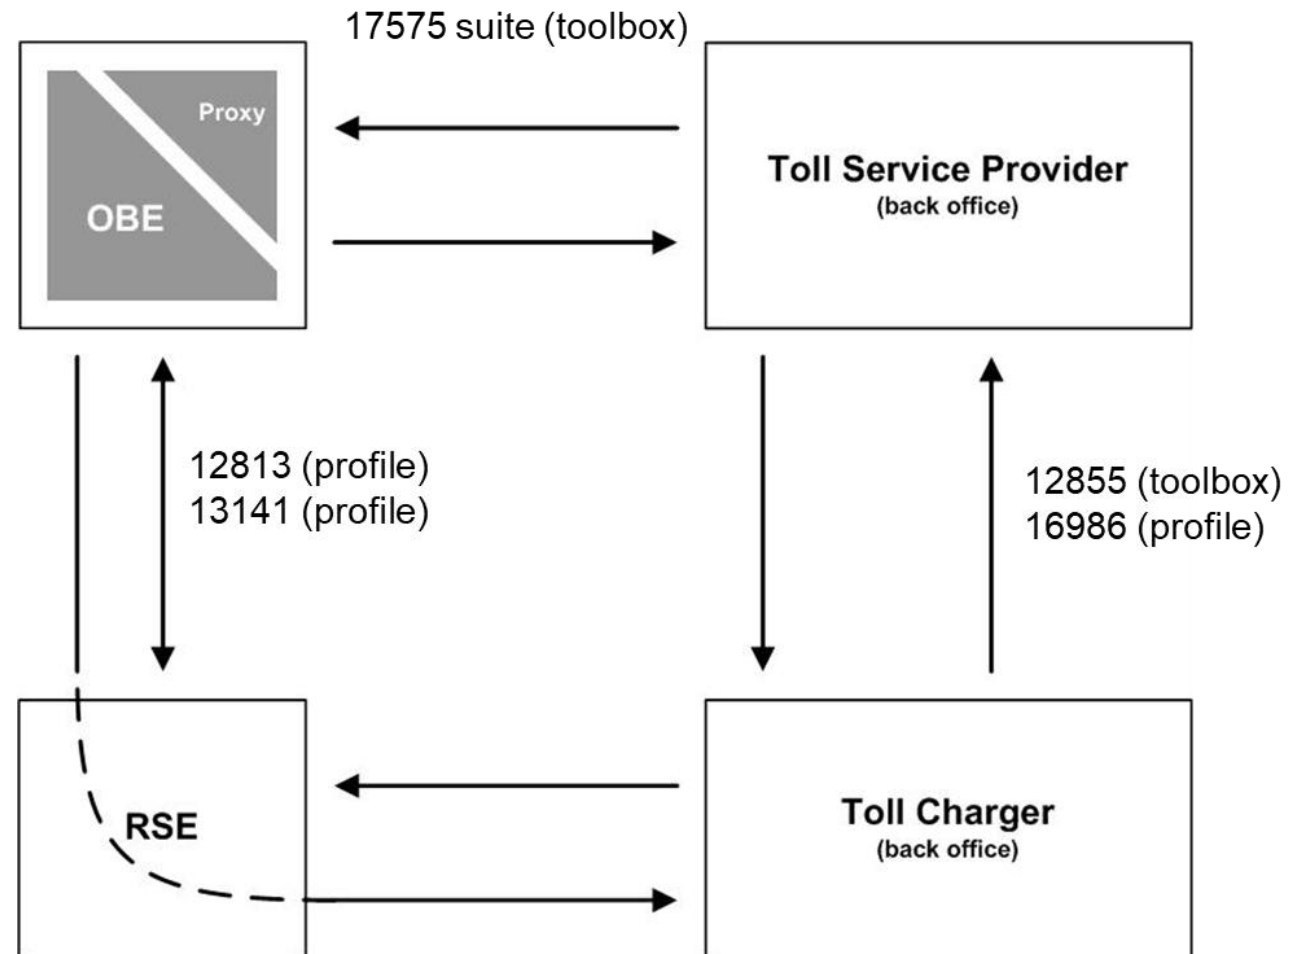 17575 suite (toolbox)
Proxy
OBE
Toll Service Provider
(back office)
12813 (profile)
13141 (profile)
12855 (toolbox)
16986 (profile)
RSE
Toll Charger
(back office)